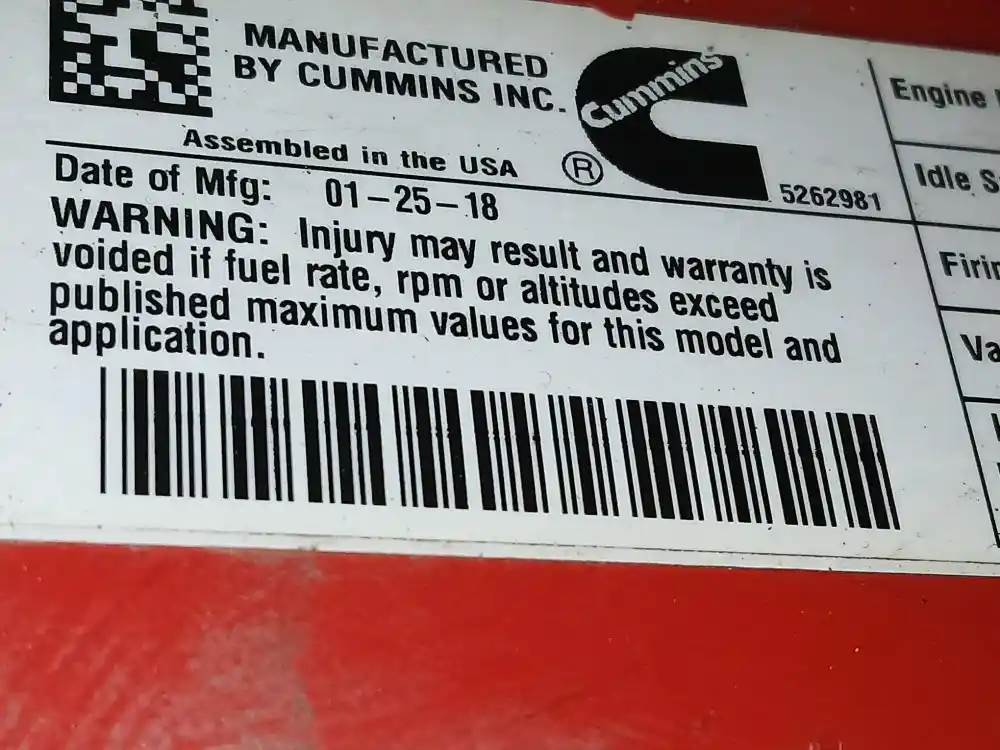 MANUFACTURED
BY CUMMINS INC.
Cummins
Assembled in the USA
®
5262981
Date of Mfg: 01-25-18
WARNING: Injury may result and warranty is
voided if fuel rate, rpm or altitudes exceed
published maximum values for this model and
application.
Engine
Idle S
Firin
Va